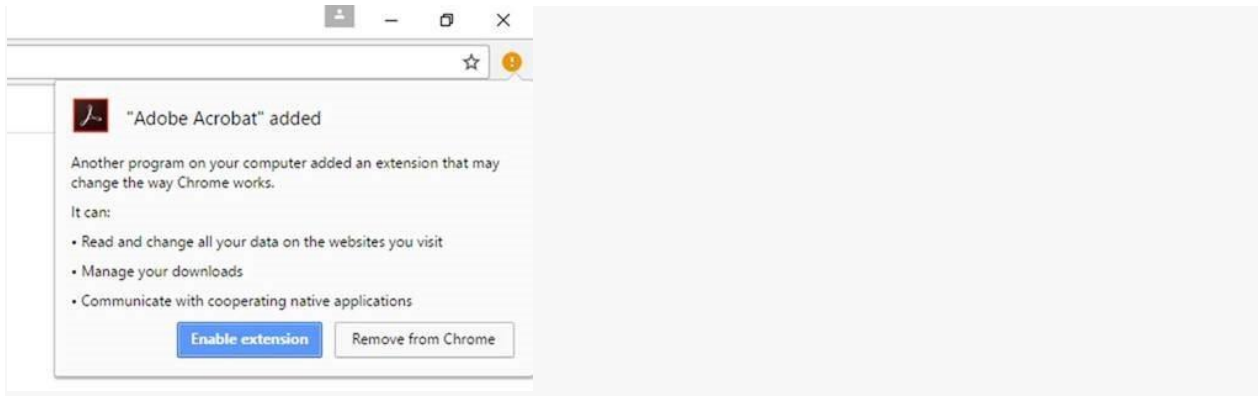 "Adobe Acrobat" added
Another program on your computer added an extension that may
change the way Chrome works.
It can:
• Read and change all your data on the websites you visit
• Manage your downloads
• Communicate with cooperating native applications
Enable extension Remove from Chrome